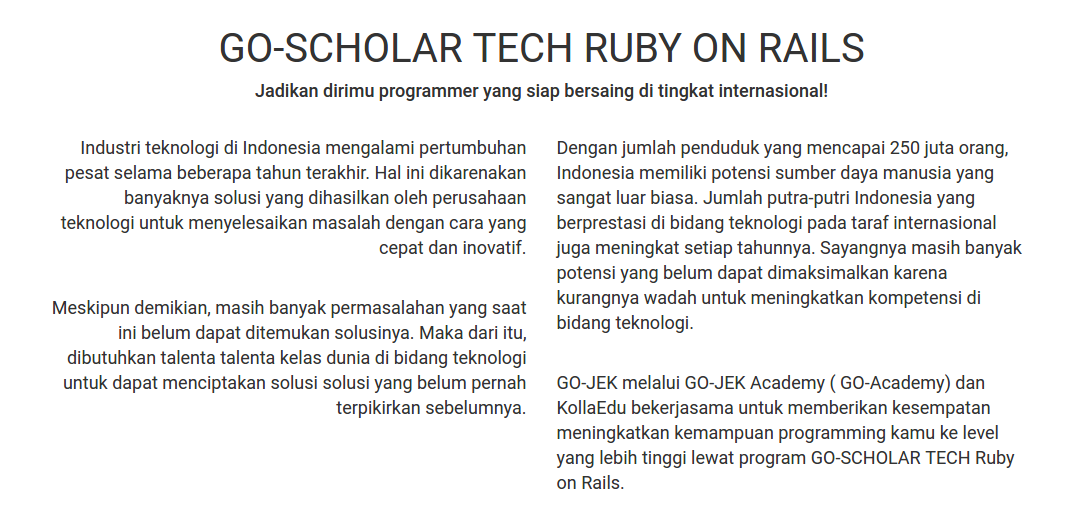 GO-SCHOLAR TECH RUBY ON RAILS
Jadikan dirimu programmer yang siap bersaing di tingkat internasional!
Industri teknologi di Indonesia mengalami pertumbuhan
pesat selama beberapa tahun terakhir. Hal ini dikarenakan
banyaknya solusi yang dihasilkan oleh perusahaan
teknologi untuk menyelesaikan masalah dengan cara yang
cepat dan inovatif.
Meskipun demikian, masih banyak permasalahan yang saat
ini belum dapat ditemukan solusinya. Maka dari itu,
dibutuhkan talenta talenta kelas dunia di bidang teknologi
untuk dapat menciptakan solusi solusi yang belum pernah
terpikirkan sebelumnya.
Dengan jumlah penduduk yang mencapai 250 juta orang,
Indonesia memiliki potensi sumber daya manusia yang
sangat luar biasa. Jumlah putra-putri Indonesia yang
berprestasi di bidang teknologi pada taraf internasional
juga meningkat setiap tahunnya. Sayangnya masih banyak
potensi yang belum dapat dimaksimalkan karena
kurangnya wadah untuk meningkatkan kompetensi di
bidang teknologi.
GO-JEK melalui GO-JEK Academy ( GO-Academy) dan
KollaEdu bekerjasama untuk memberikan kesempatan
meningkatkan kemampuan programming kamu ke level
yang lebih tinggi lewat program GO-SCHOLAR TECH Ruby
on Rails.